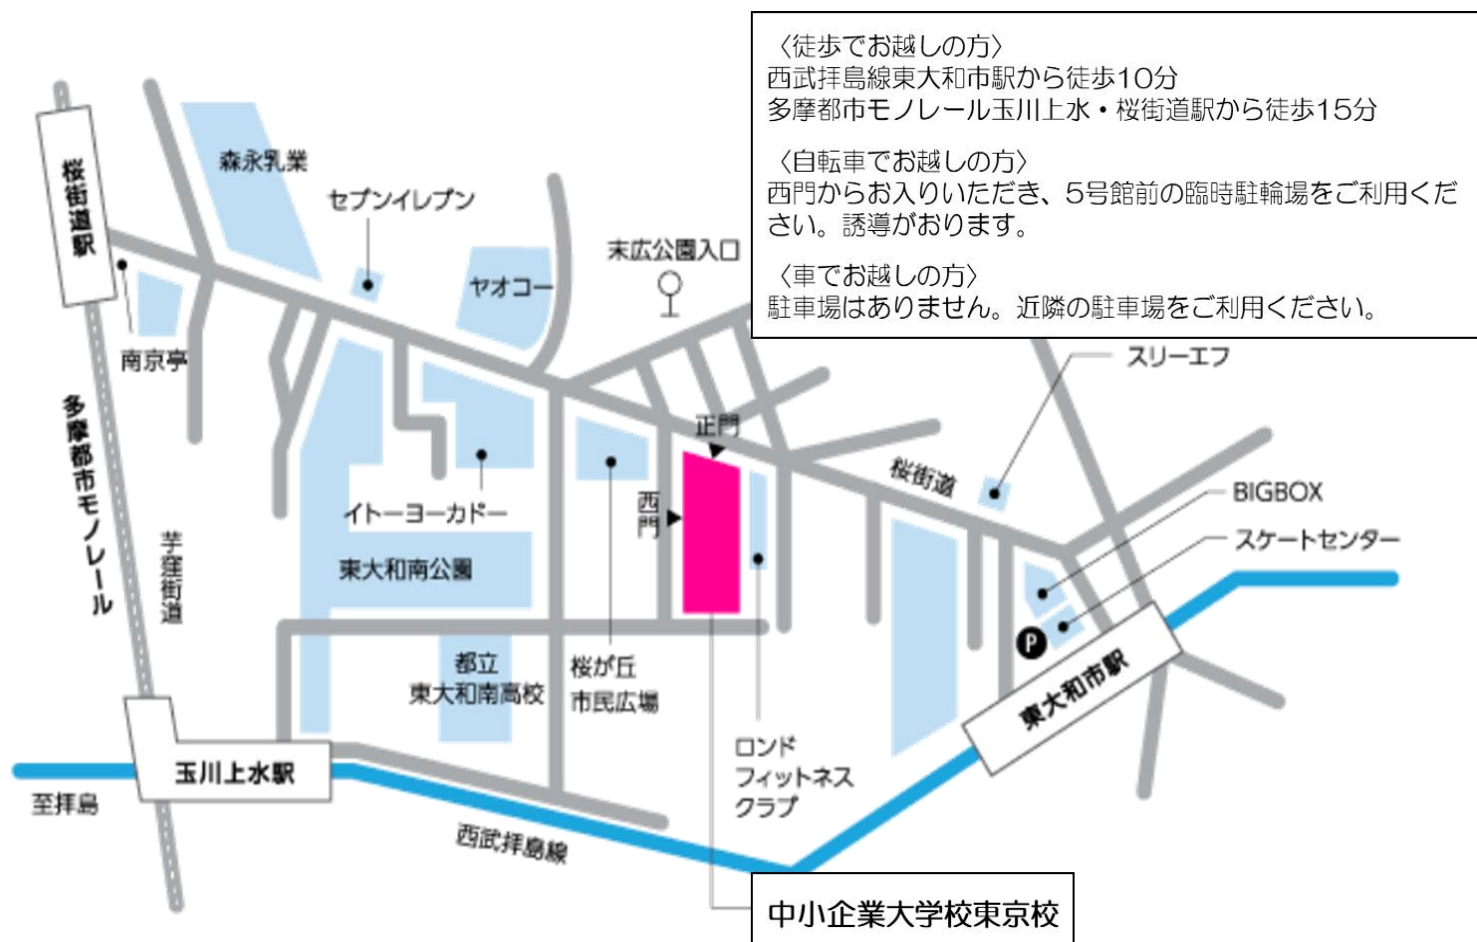 〈徒歩でお越しの方〉
西武拝島線東大和市駅から徒歩10分
多摩都市モノレール玉川上水・桜街道駅から徒歩15分
〈自転車でお越しの方〉
西門からお入りいただき、5号館前の臨時駐輪場をご利用くだ
さい。誘導がおります。
〈車でお越しの方〉
駐車場はありません。近隣の駐車場をご利用ください。
桜街道駅
森永乳業
セブンイレブン
ヤオコー
末広公園入口
南京亭
スリーエフ
多摩都市モノレール
芋窪街道
正門
西門
桜街道
BIGBOX
イトーヨーカドー
スケートセンター
東大和南公園
P
都立
東大和南高校
桜が丘
市民広場
東大和市駅
ロンド
フィットネス
クラブ
玉川上水駅
至拝島
西武拝島線
中小企業大学校東京校